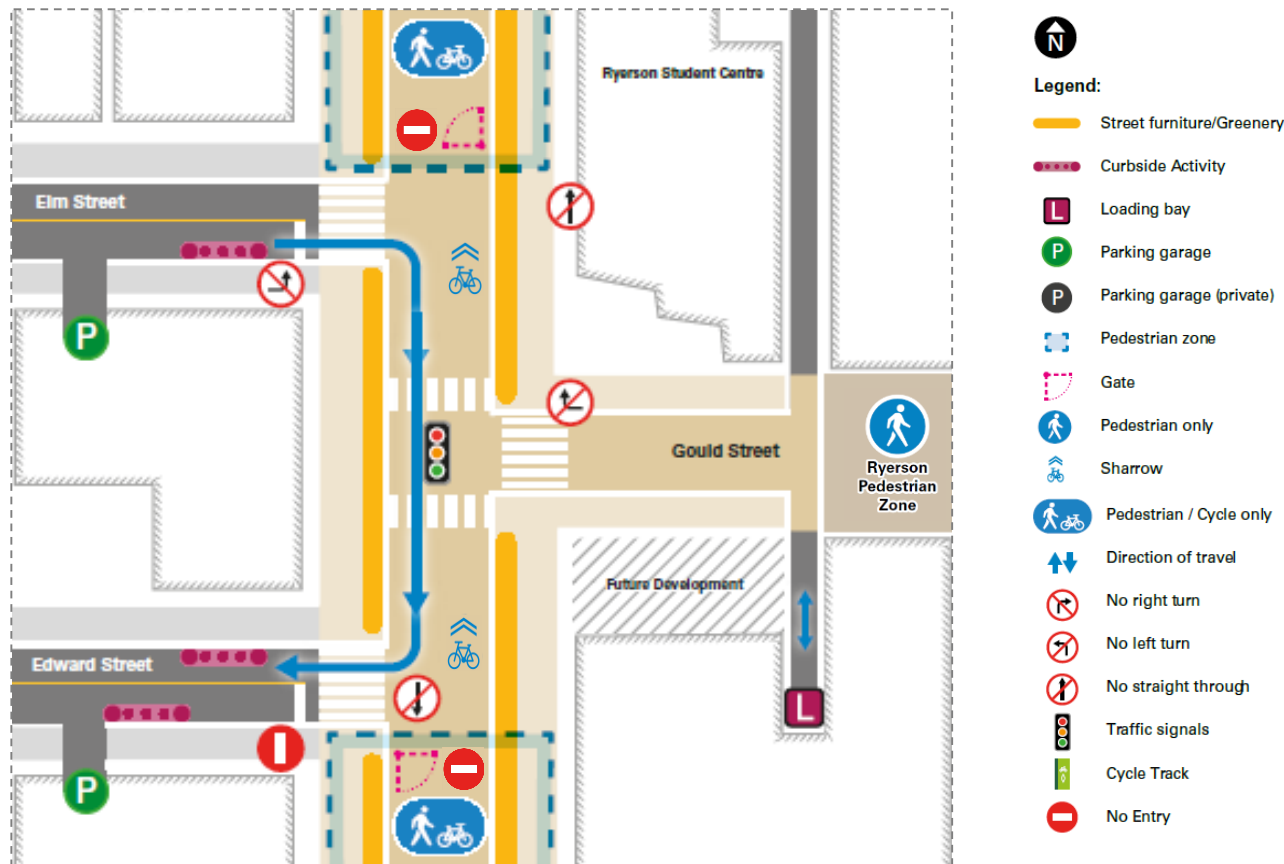 Ryerson Student Centre
Elm Street
P
Gould Street
Ryerson
Pedestrian
Zone
Future Development
Edward Street
L
P
N
Legend:
Street furniture/Greenery
Curbside Activity
L Loading bay
P Parking garage
P Parking garage (private)
Pedestrian zone
Gate
Pedestrian only
Sharrow
Pedestrian / Cycle only
Direction of travel
No right turn
No left turn
No straight through
Traffic signals
Cycle Track
No Entry